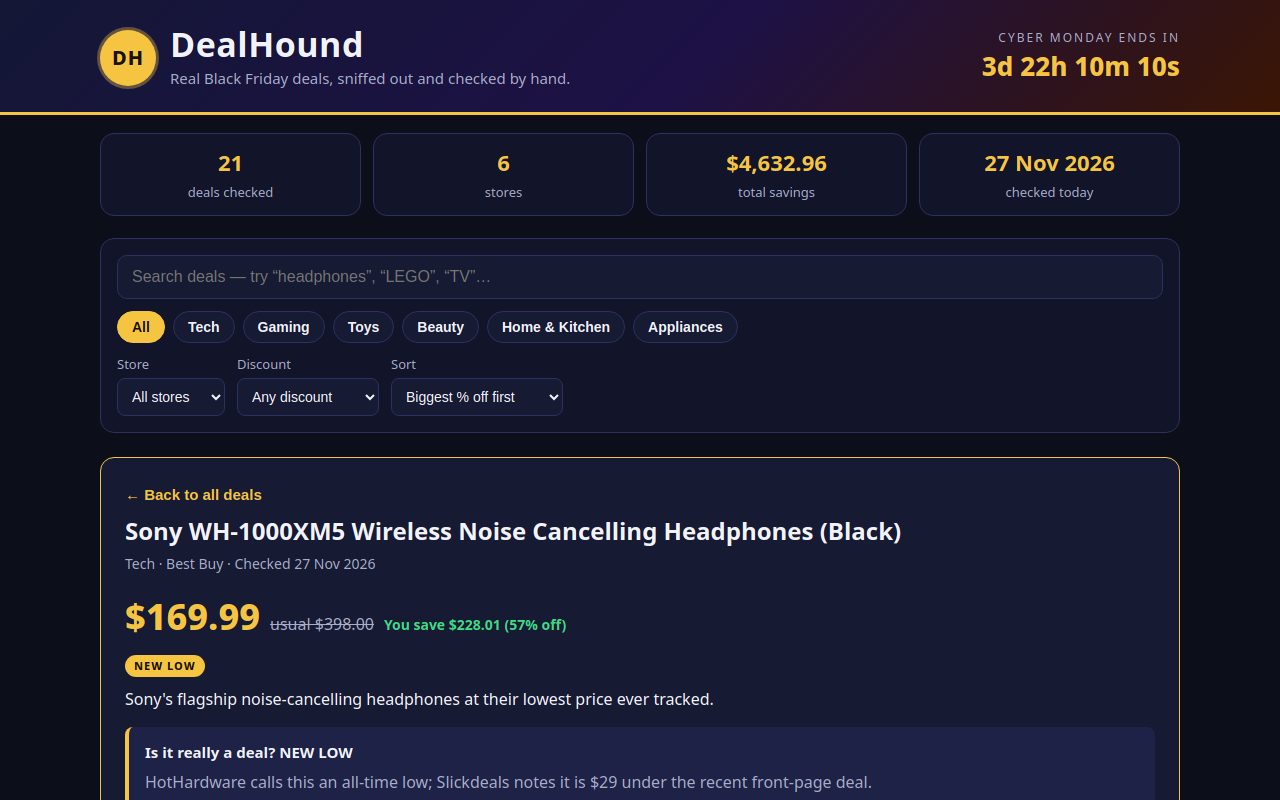 DH
DealHound
Real Black Friday deals, sniffed out and checked by hand.
CYBER MONDAY ENDS IN
3d 22h 10m 10s
21
deals checked
6
stores
$4,632.96
total savings
27 Nov 2026
checked today
Search deals — try “headphones”, “LEGO”, “TV”…
All
Tech
Gaming
Toys
Beauty
Home & Kitchen
Appliances
Store
Discount
Sort
All stores
Any discount
Biggest % off first
← Back to all deals
Sony WH-1000XM5 Wireless Noise Cancelling Headphones (Black)
Tech · Best Buy · Checked 27 Nov 2026
$169.99 usual $398.00 You save $228.01 (57% off)
NEW LOW
Sony's flagship noise-cancelling headphones at their lowest price ever tracked.
Is it really a deal? NEW LOW
HotHardware calls this an all-time low; Slickdeals notes it is $29 under the recent front-page deal.